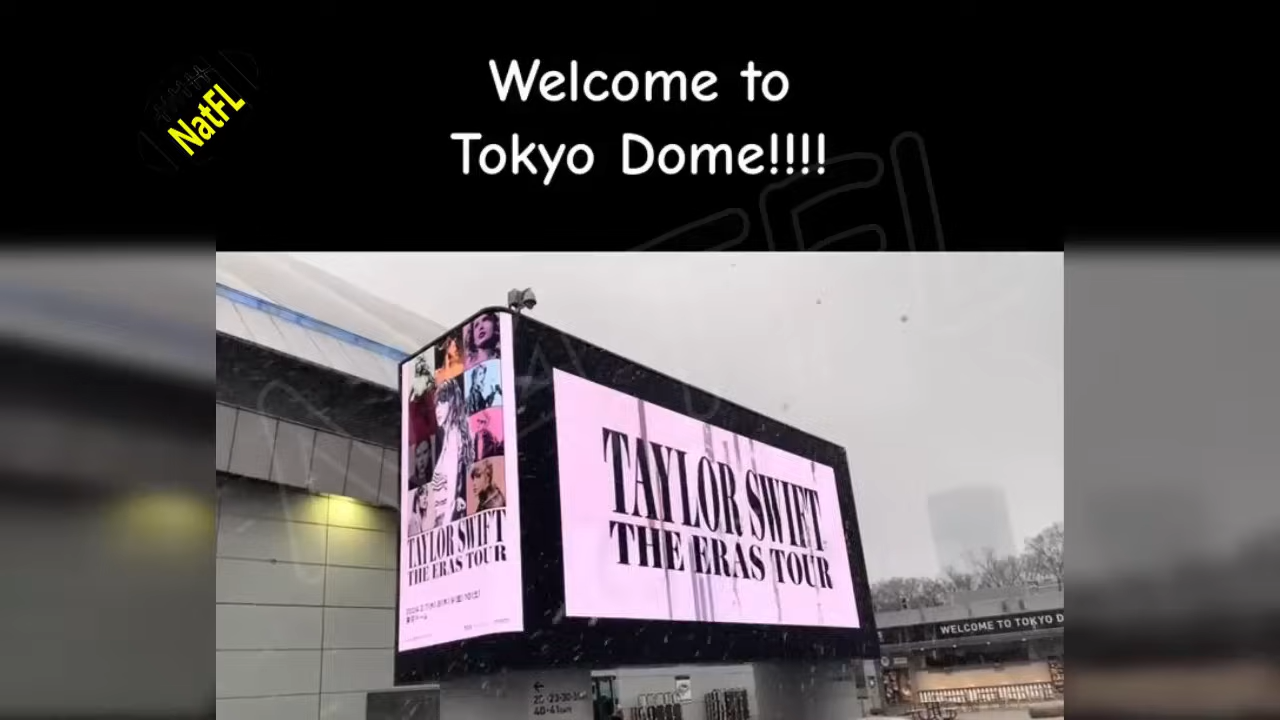 Welcome to
Tokyo Dome!!!!
NatFL
TAYLOR SWIFT
THE ERAS TOUR
TAYLOR SWIFT
THE ERAS TOUR
WELCOME TO TOKYO D